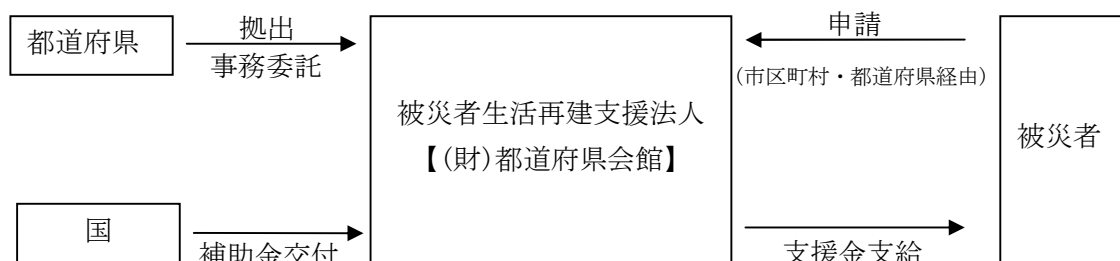 都道府県
拠出
事務委託
被災者生活再建支援法人
【(財)都道府県会館】
申請
(市区町村・都道府県経由)
被災者
国
補助金交付
支援金支給